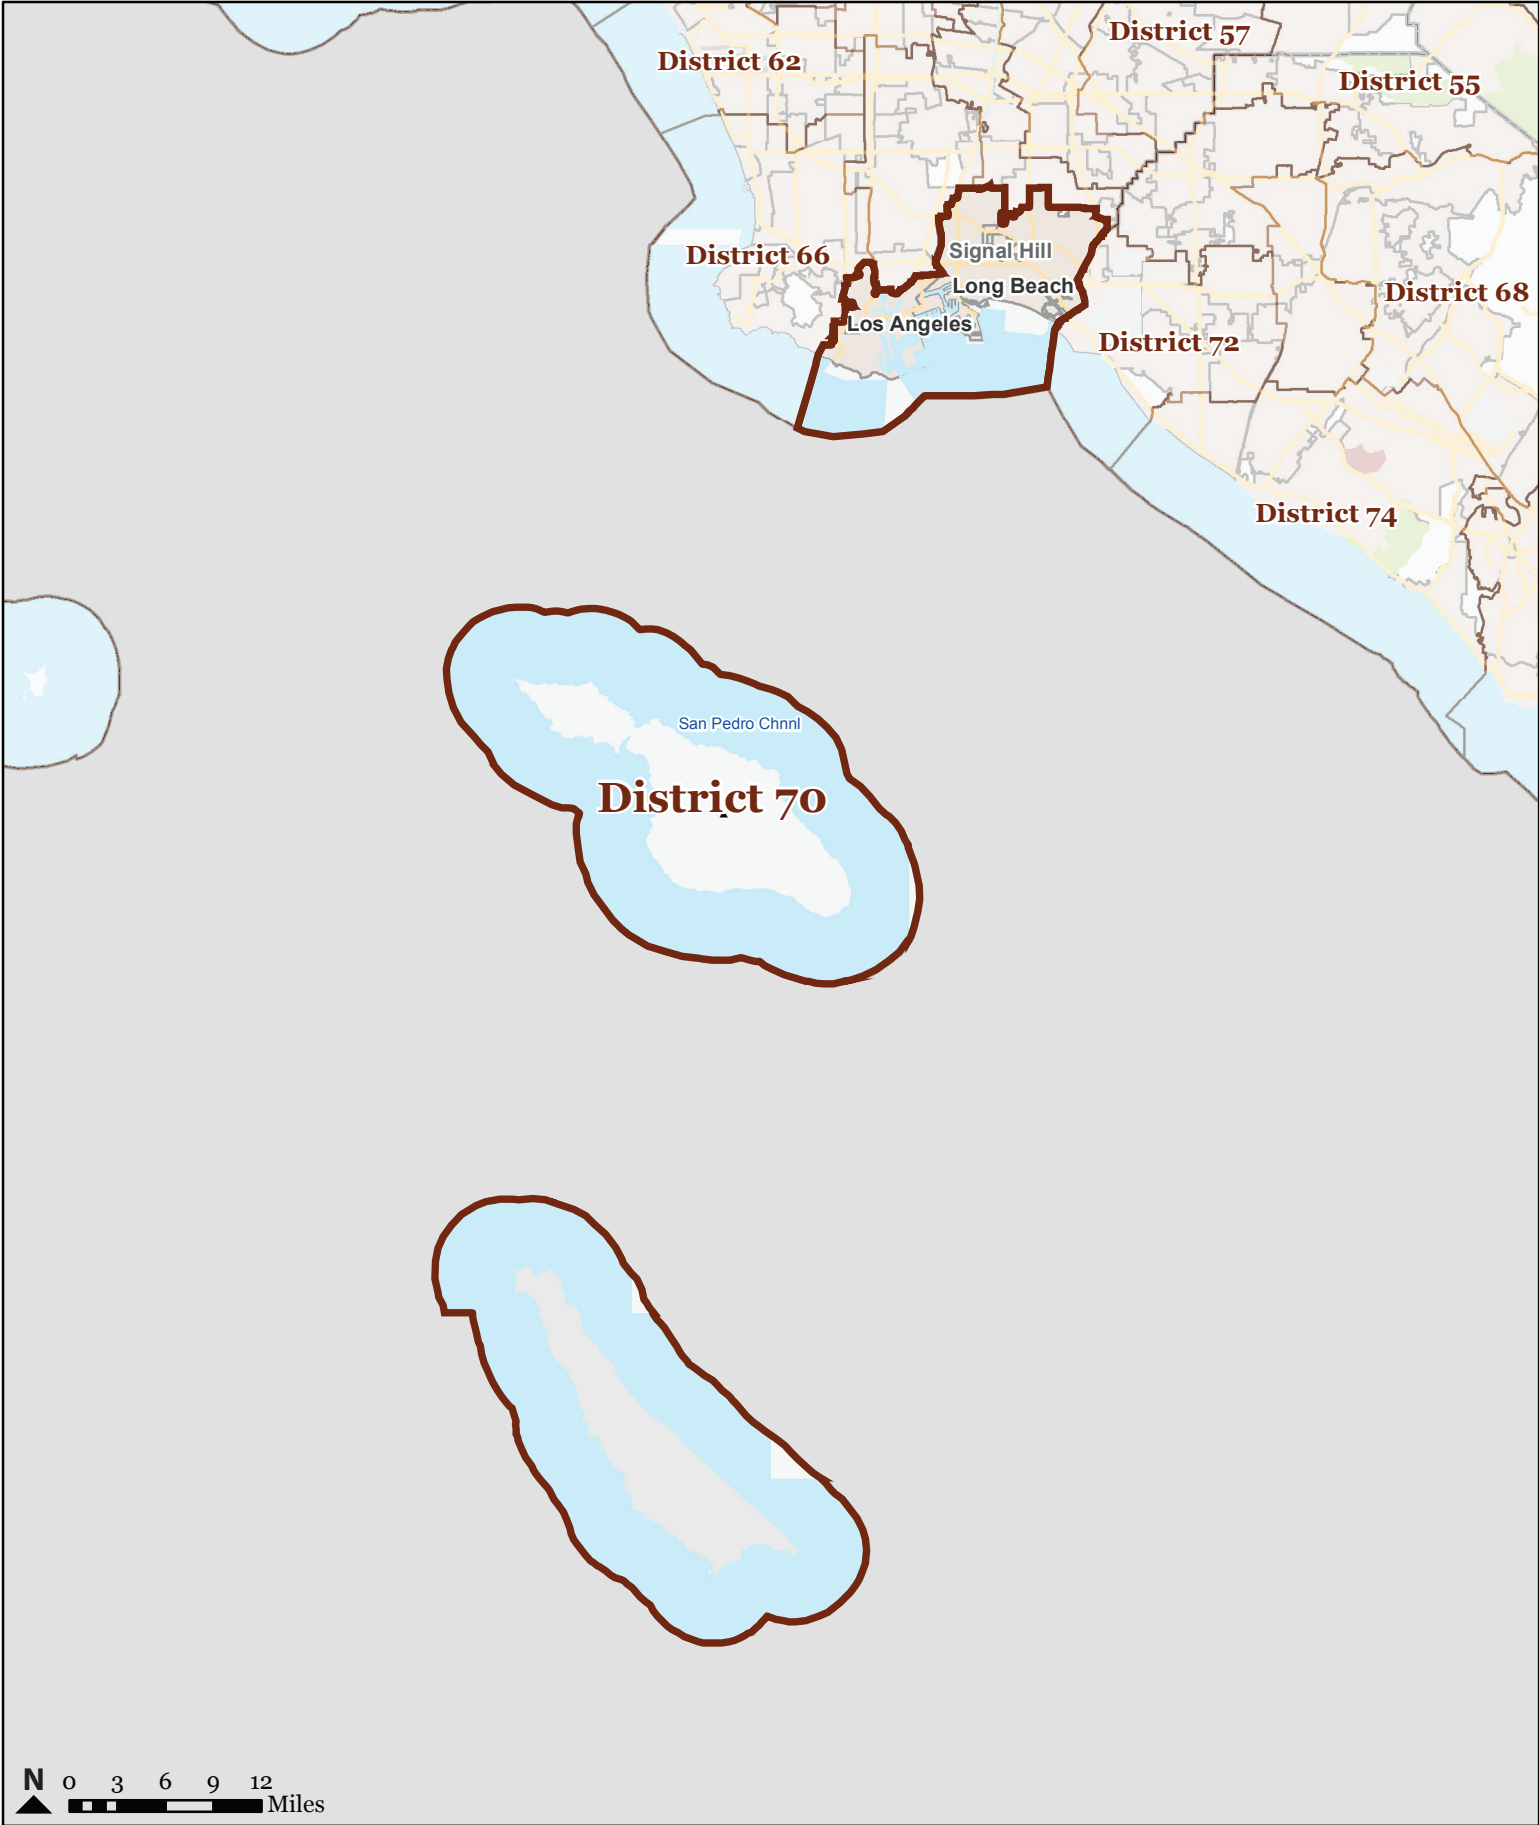 District 57
District 62
District 55
District 66
Signal Hill
Long Beach
District 68
Los Angeles
District 72
District 74
San Pedro Chnnl
District 70
N 0 3 6 9 12
Miles